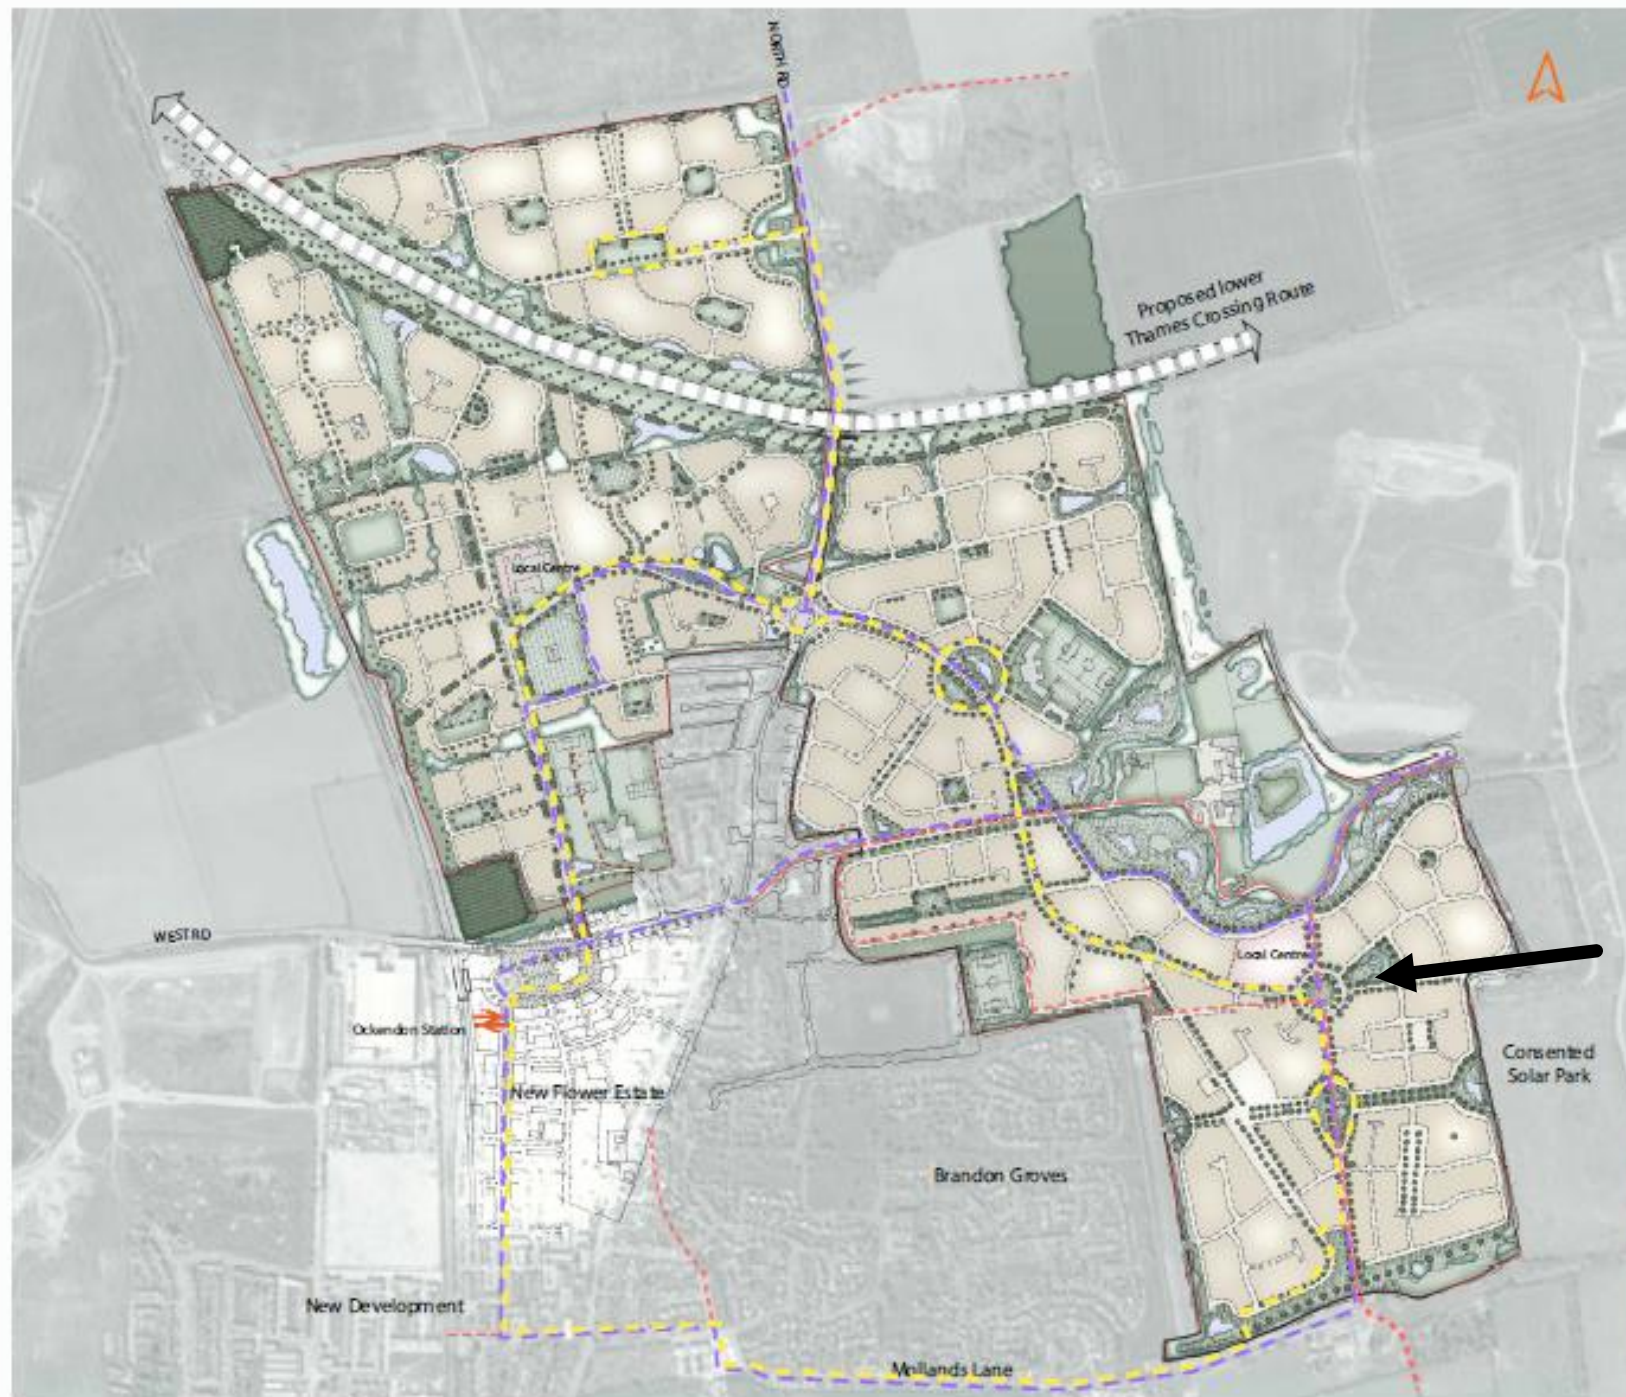 NORTH RD
Proposed lower
Thames Crossing Route
Local Centre
WEST RD
Local Centre
Ockendon Station
Consented
Solar Park
New Flower Estate
Brandon Groves
New Development
Mollands Lane